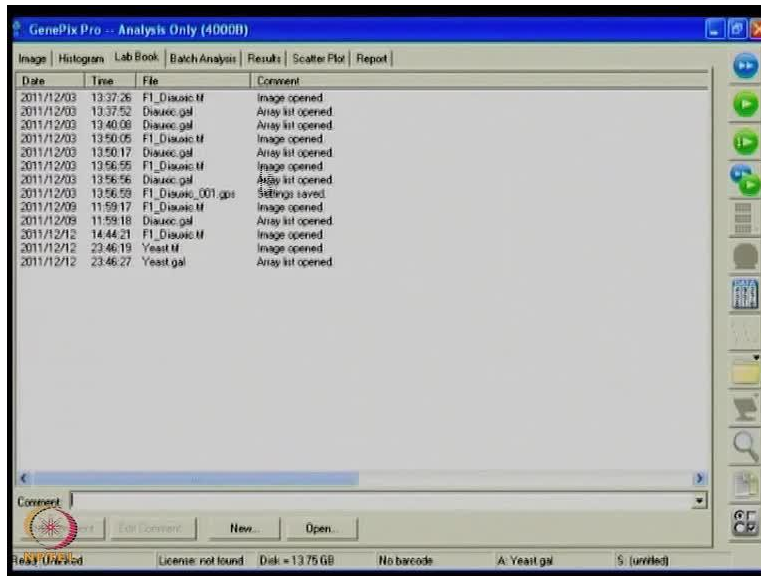 GenePix Pro -- Analysis Only (4000B)
Image Histogram Lab Book Batch Analysis Results Scatter Plot Report
Date Time File Comment
2011/12/03 13:37:26 F1_Diauxic.tif Image opened.
2011/12/03 13:37:52 Diauxic.gal Array list opened.
2011/12/03 13:40:08 Diauxic.gal Array list opened.
2011/12/03 13:50:05 F1_Diauxic.tif Image opened.
2011/12/03 13:50:17 Diauxic.gal Array list opened.
2011/12/03 13:56:55 F1_Diauxic.tif Image opened.
2011/12/03 13:56:56 Diauxic.gal Array list opened.
2011/12/03 13:56:59 F1_Diauxic_001.gps Settings saved.
2011/12/09 11:59:17 F1_Diauxic.tif Image opened.
2011/12/09 11:59:18 Diauxic.gal Array list opened.
2011/12/12 14:44:21 F1_Diauxic.tif Image opened.
2011/12/12 23:46:19 Yeast.tif Image opened.
2011/12/12 23:46:27 Yeast.gal Array list opened.
Comment:
Edit Comment New... Open...
NPTEL
License: not found Disk = 13.75 GB No barcode A: Yeast.gal S: (untitled)